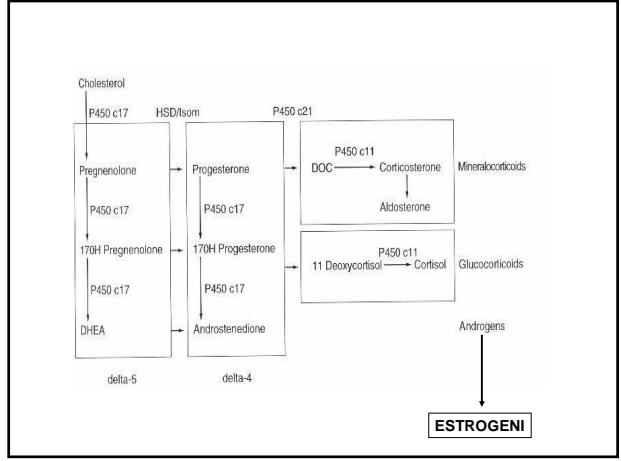 Cholesterol
P450 c17 HSD/Isom P450 c21
P450 c11
Pregnenolone Progesterone DOC Corticosterone Mineralocorticoids
P450 c17 P450 c17 Aldosterone
P450 c11
170H Pregnenolone 170H Progesterone 11 Deoxycortisol Cortisol Glucocorticoids
P450 c17 P450 c17
DHEA Androstenedione Androgens
delta-5 delta-4
ESTROGENI